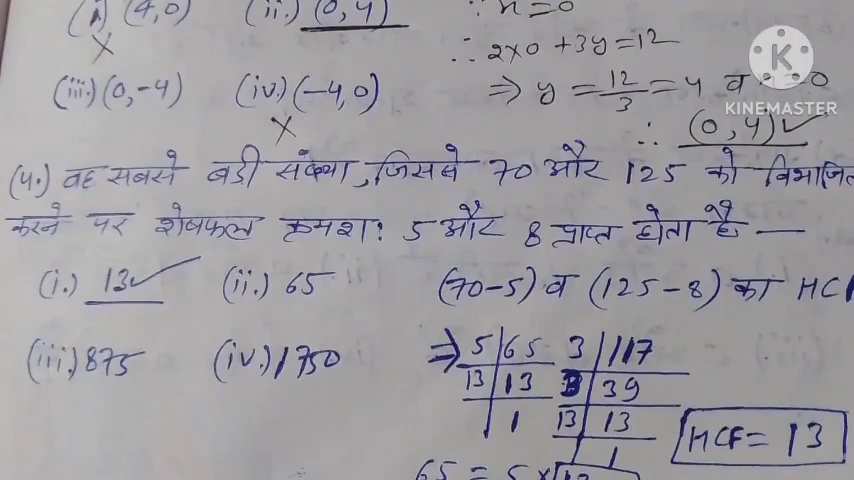 (i) (4,0) (ii.) (0,4) ∵ x=0
∴ 2×0 + 3y = 12
(iii.) (0,-4) (iv.) (-4,0) ⇒ y = 12/3 = 4 व =0
KINEMASTER
∴ (0,4) ✓
(4.) वह सबसे बड़ी संख्या, जिससे 70 और 125 को विभाजित
करने पर शेषफल क्रमशः 5 और 8 प्राप्त होता है —
(i.) 13 ✓ (ii.) 65 (70-5) व (125-8) का HCF
(iii.) 875 (iv.) 1750 ⇒ 5 | 65 3 | 117
13 | 13 3 | 39
| 1 13 | 13
| 1
HCF = 13
65 = 5 × 13